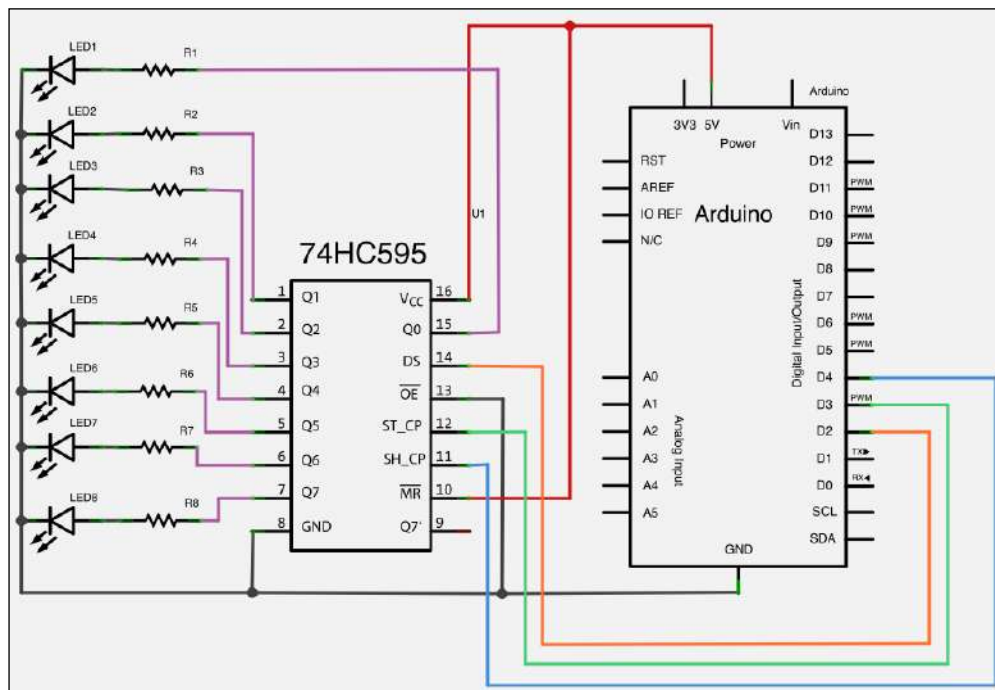 LED1
R1
LED2
R2
LED3
R3
LED4
R4
LED5
R5
LED6
R6
LED7
R7
LED8
R8
U1
74HC595
1 Q1 VCC 16
2 Q2 Q0 15
3 Q3 DS 14
4 Q4 OE 13
5 Q5 ST_CP 12
6 Q6 SH_CP 11
7 Q7 MR 10
8 GND Q7' 9
Arduino
3V3 5V Vin
Power
Arduino
RST
AREF
IO REF
N/C
A0
A1
A2
A3
A4
A5
Analog Input
Digital Input/Output
D13
D12
D11 PWM
D10 PWM
D9 PWM
D8
D7
D6 PWM
D5 PWM
D4
D3 PWM
D2
D1 TX
D0 RX
SCL
SDA
GND